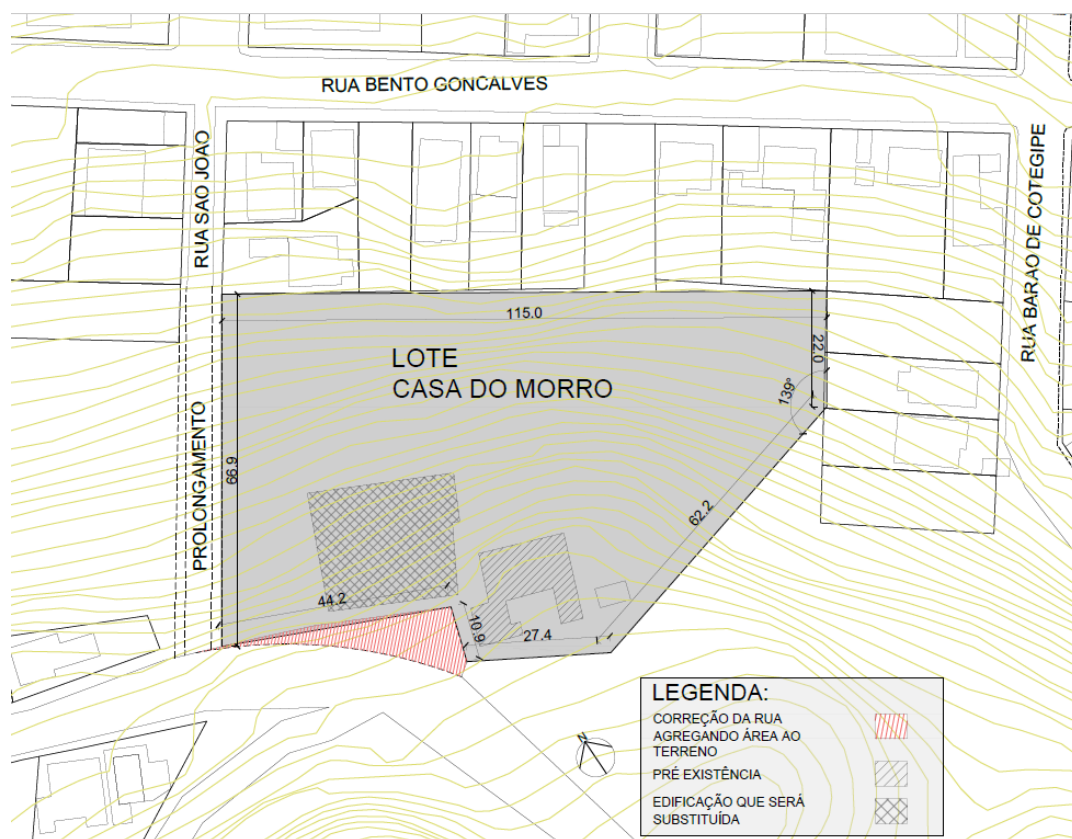 RUA BENTO GONCALVES
RUA SAO JOAO
RUA BARAO DE COTEGIPE
115.0
LOTE
CASA DO MORRO
22.0
139°
PROLONGAMENTO
66.9
62.2
44.2
10.9
27.4
N
LEGENDA:
CORREÇÃO DA RUA
AGREGANDO ÁREA AO
TERRENO
PRÉ EXISTÊNCIA
EDIFICAÇÃO QUE SERÁ
SUBSTITUÍDA